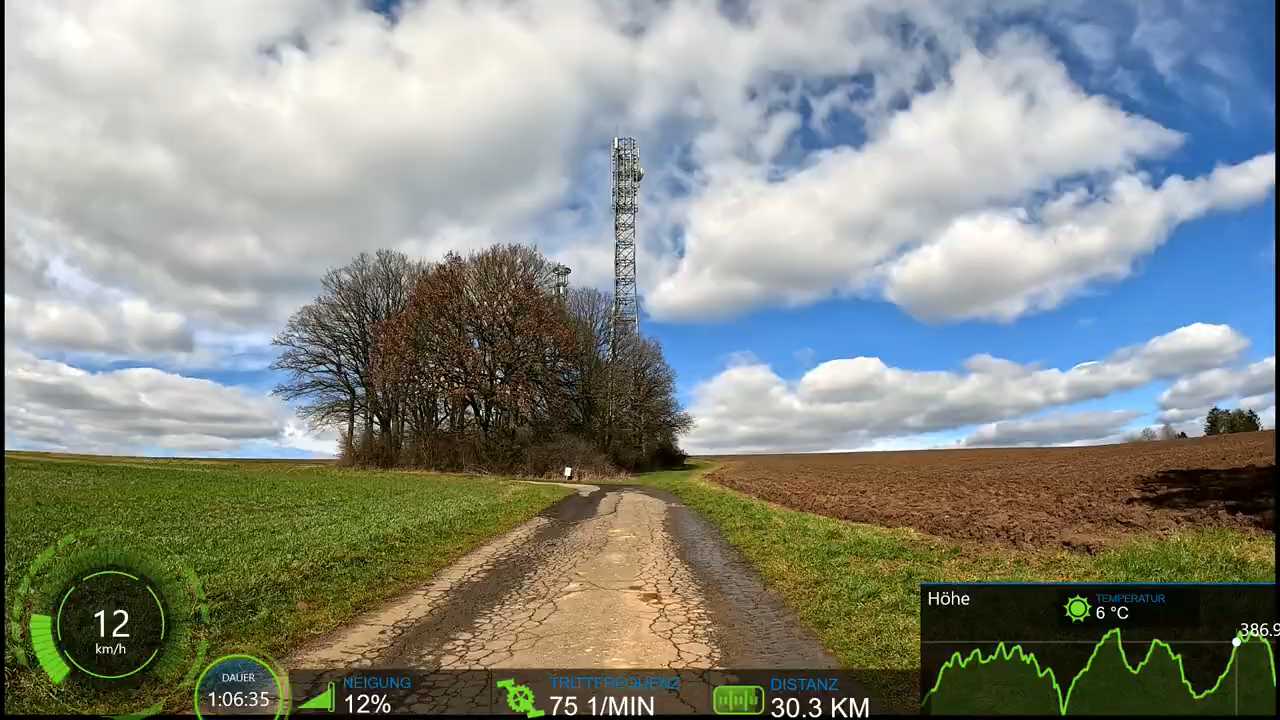 12
km/h
DAUER
1:06:35
NEIGUNG
12%
TRITTFREQUENZ
75 1/MIN
DISTANZ
30.3 KM
Höhe
TEMPERATUR
6 °C
386.9